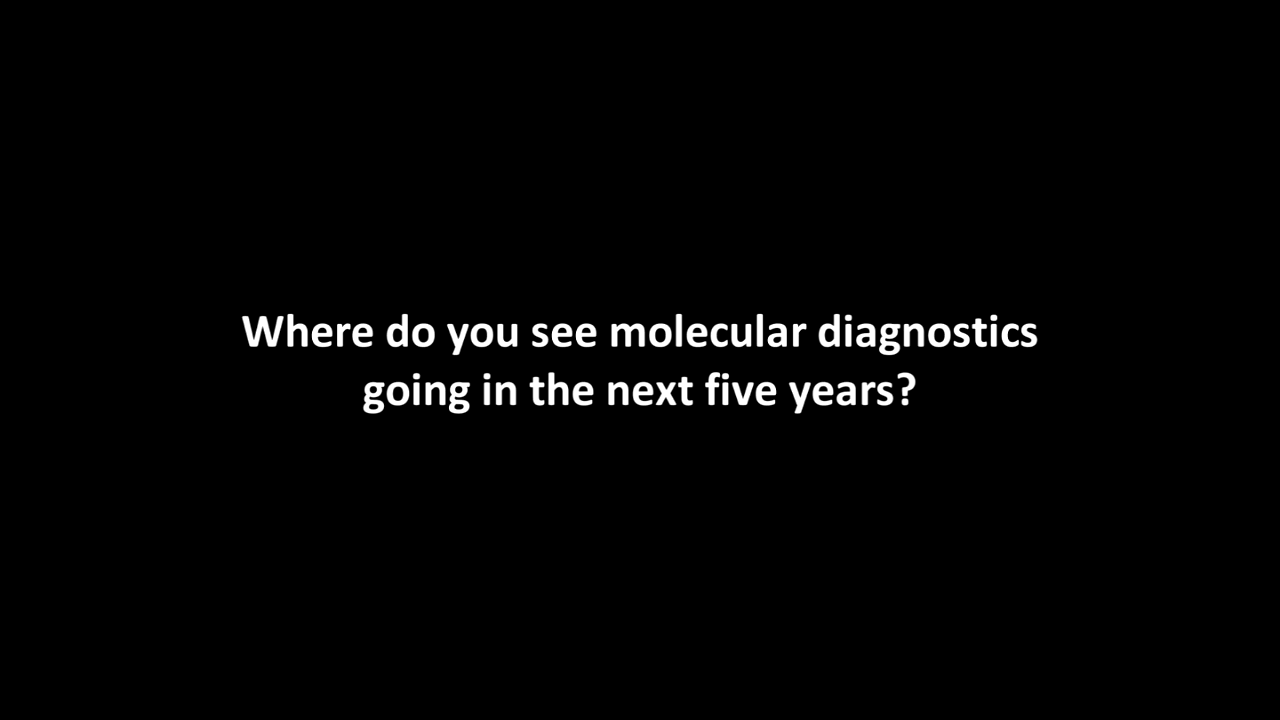 Where do you see molecular diagnostics
going in the next five years?